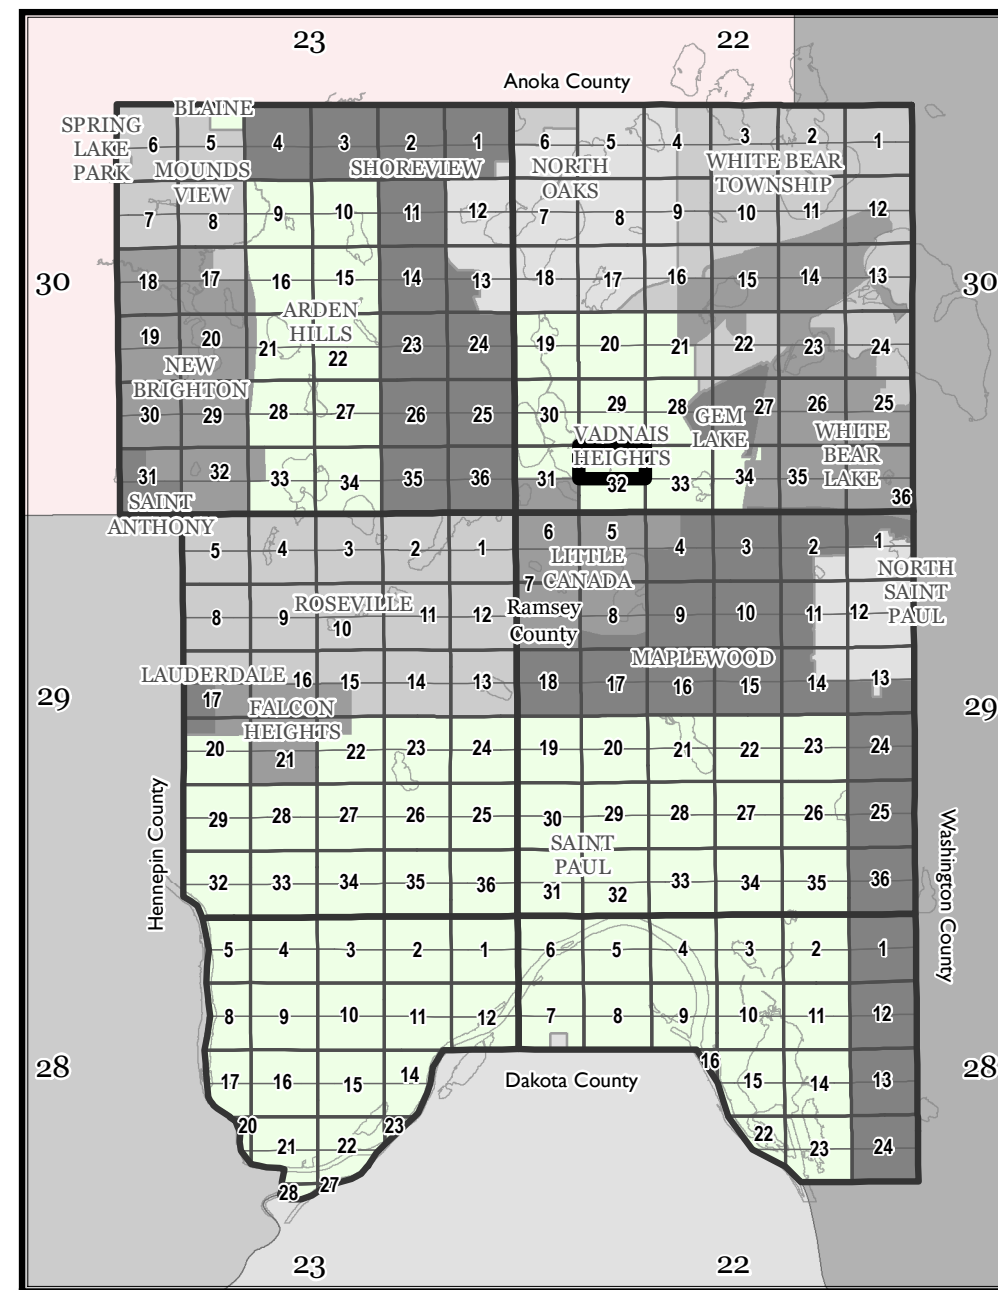 23 22
Anoka County
BLAINE
SPRING
LAKE
PARK
6 5 4 3 2 1 6 5 4 3 2 1
MOUNDS
VIEW
SHOREVIEW
NORTH
OAKS
WHITE BEAR
TOWNSHIP
7 8 9 10 11 12 7 8 9 10 11 12
30 18 17 16 15 14 13 18 17 16 15 14 13 30
ARDEN
HILLS
19 20 21 22 23 24 19 20 21 22 23 24
NEW
BRIGHTON
30 29 28 27 26 25 30 29 28 27 26 25
GEM
LAKE
VADNAIS
HEIGHTS
WHITE
BEAR
LAKE
31 32 33 34 35 36 31 32 33 34 35 36
SAINT
ANTHONY
5 4 3 2 1 6 5 4 3 2 1
LITTLE
CANADA
NORTH
SAINT
PAUL
ROSEVILLE
8 9 10 11 12 7 8 9 10 11 12
Ramsey
County
MAPLEWOOD
LAUDERDALE
29 17 16 15 14 13 18 17 16 15 14 13 29
FALCON
HEIGHTS
20 21 22 23 24 19 20 21 22 23 24
29 28 27 26 25 30 29 28 27 26 25
SAINT
PAUL
Hennepin County
Washington County
32 33 34 35 36 31 32 33 34 35 36
5 4 3 2 1 6 5 4 3 2 1
8 9 10 11 12 7 8 9 10 11 12
28 17 16 15 14 16 15 14 13 28
Dakota County
20 21 22 23 22 23 24
28 27
23 22